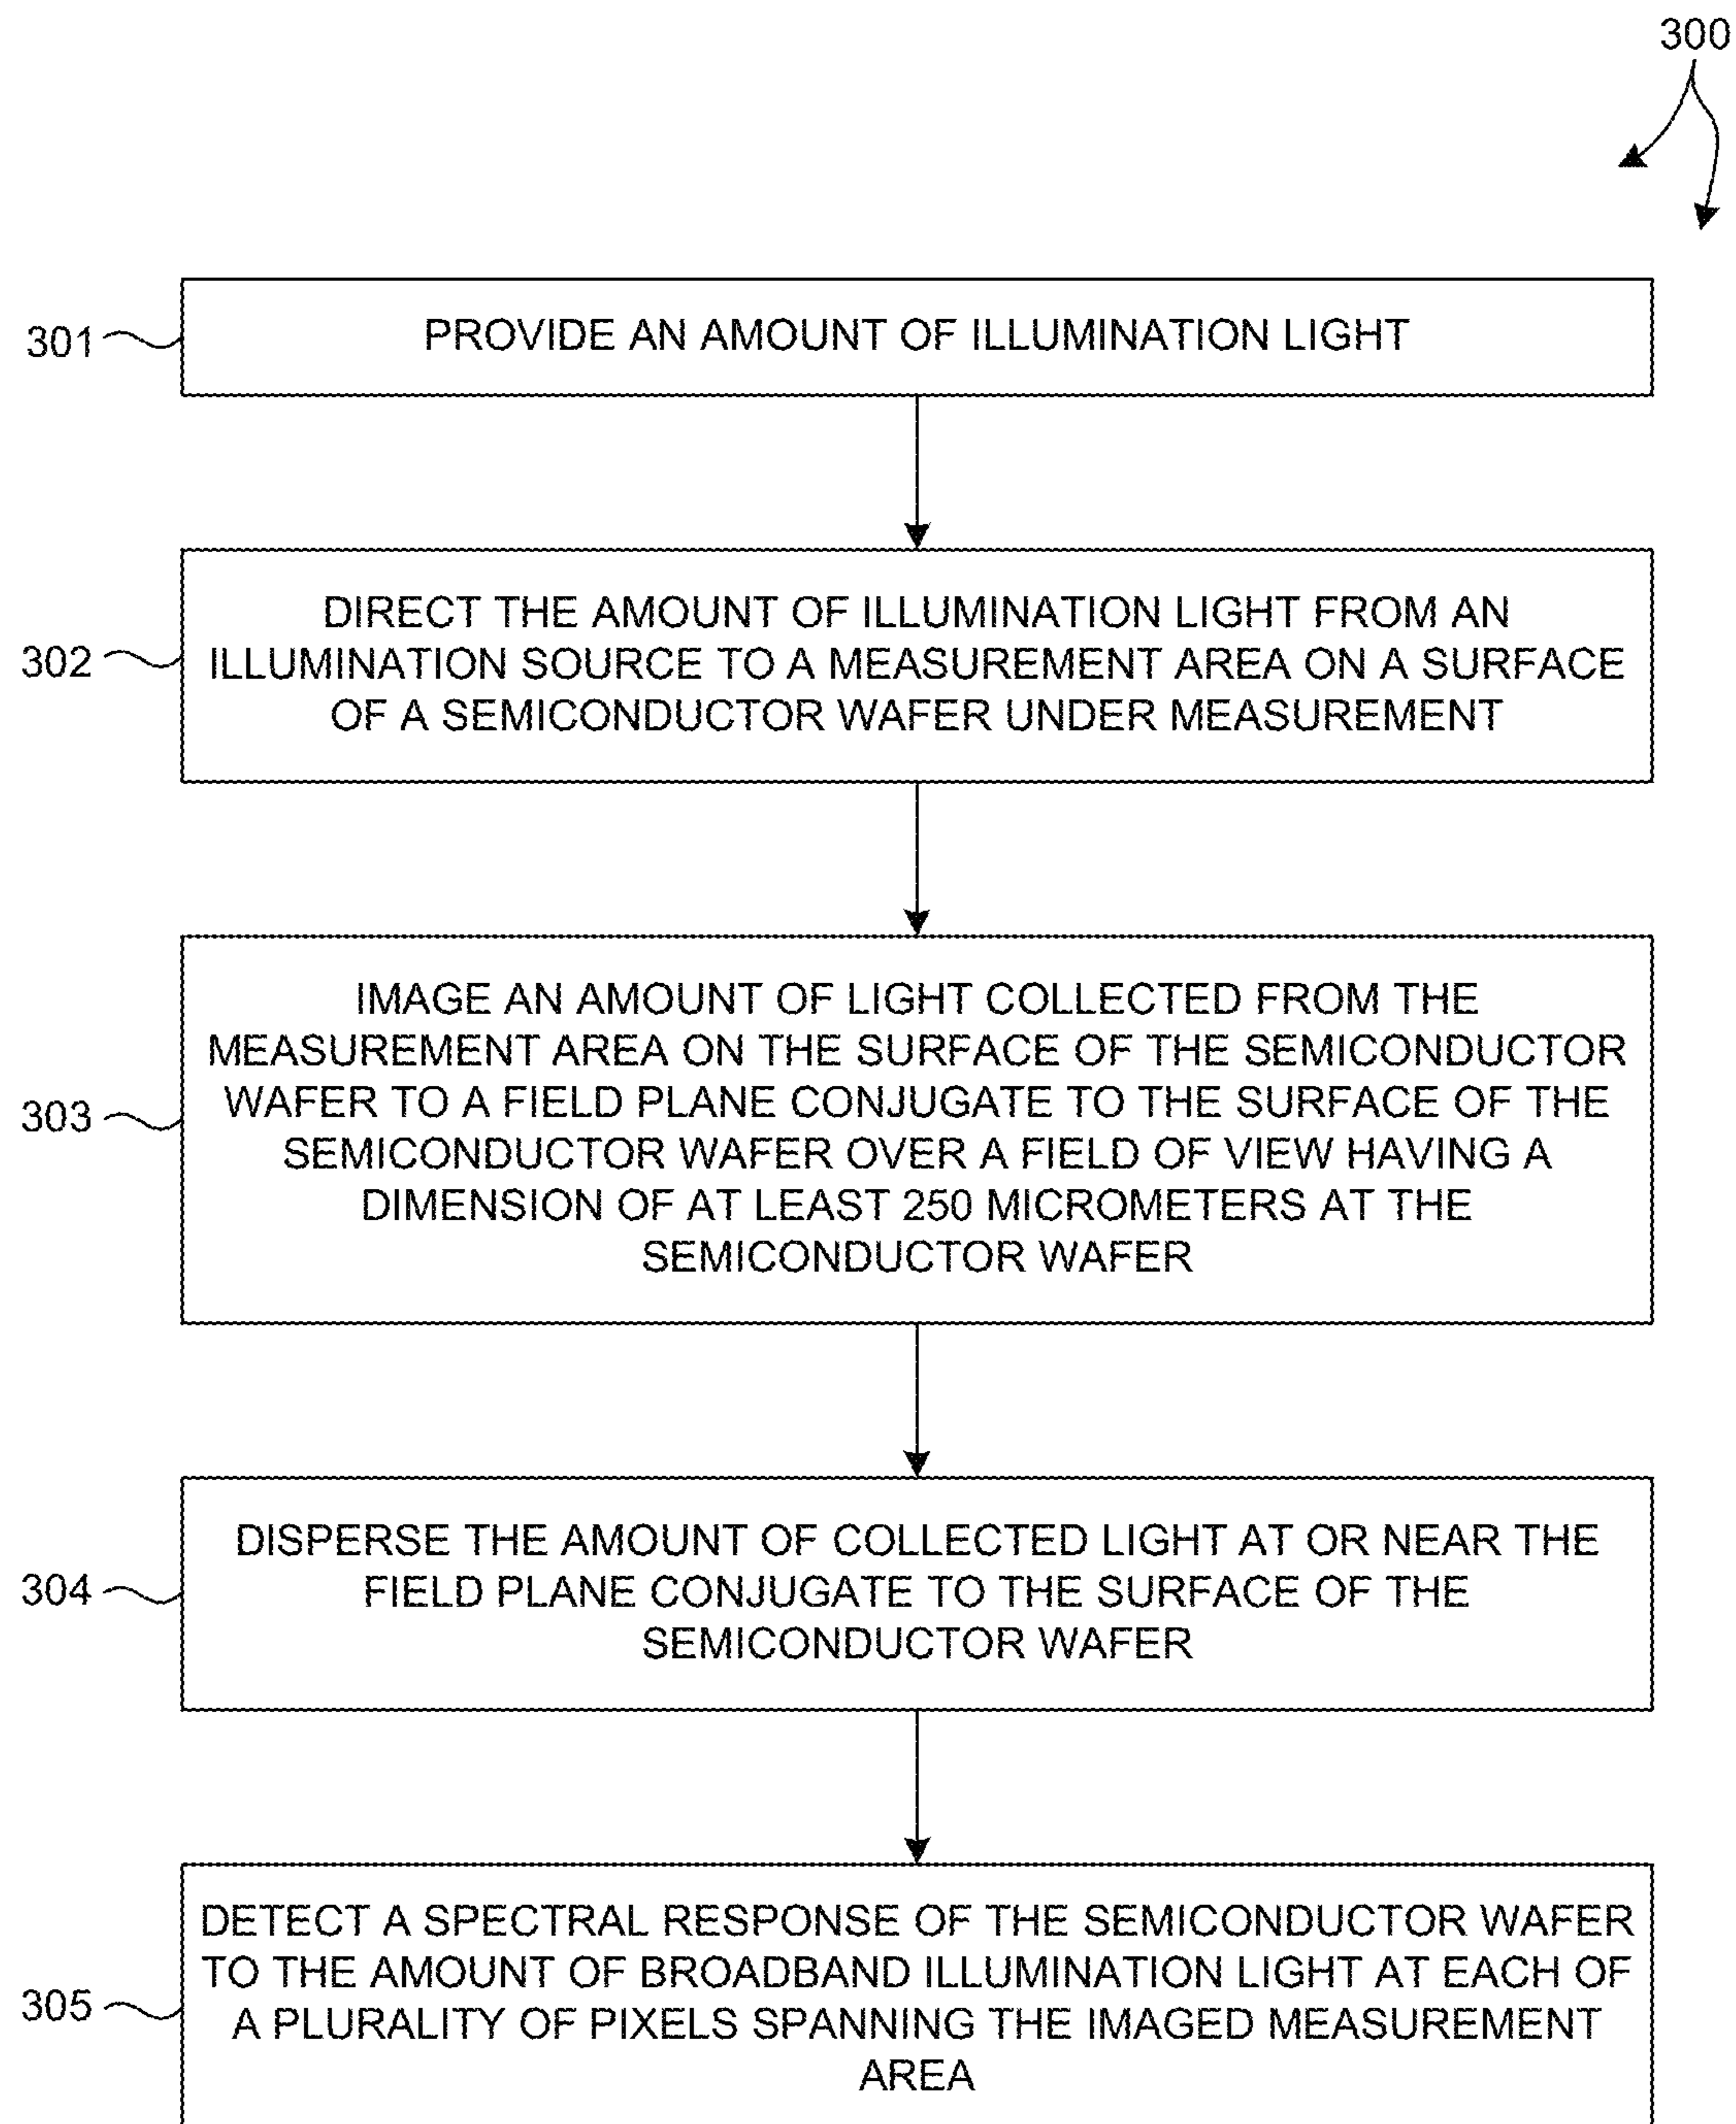 300
301
PROVIDE AN AMOUNT OF ILLUMINATION LIGHT
302
DIRECT THE AMOUNT OF ILLUMINATION LIGHT FROM AN
ILLUMINATION SOURCE TO A MEASUREMENT AREA ON A SURFACE
OF A SEMICONDUCTOR WAFER UNDER MEASUREMENT
303
IMAGE AN AMOUNT OF LIGHT COLLECTED FROM THE
MEASUREMENT AREA ON THE SURFACE OF THE SEMICONDUCTOR
WAFER TO A FIELD PLANE CONJUGATE TO THE SURFACE OF THE
SEMICONDUCTOR WAFER OVER A FIELD OF VIEW HAVING A
DIMENSION OF AT LEAST 250 MICROMETERS AT THE
SEMICONDUCTOR WAFER
304
DISPERSE THE AMOUNT OF COLLECTED LIGHT AT OR NEAR THE
FIELD PLANE CONJUGATE TO THE SURFACE OF THE
SEMICONDUCTOR WAFER
305
DETECT A SPECTRAL RESPONSE OF THE SEMICONDUCTOR WAFER
TO THE AMOUNT OF BROADBAND ILLUMINATION LIGHT AT EACH OF
A PLURALITY OF PIXELS SPANNING THE IMAGED MEASUREMENT
AREA